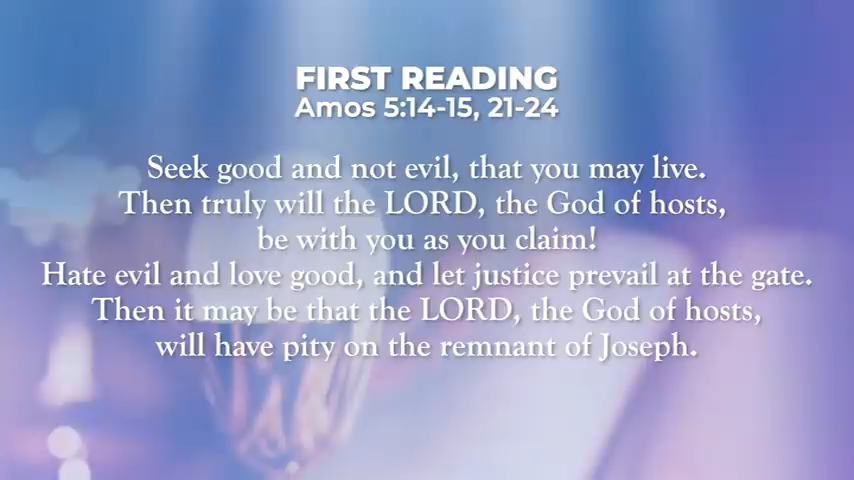 FIRST READING
Amos 5:14-15, 21-24
Seek good and not evil, that you may live.
Then truly will the LORD, the God of hosts,
be with you as you claim!
Hate evil and love good, and let justice prevail at the gate.
Then it may be that the LORD, the God of hosts,
will have pity on the remnant of Joseph.